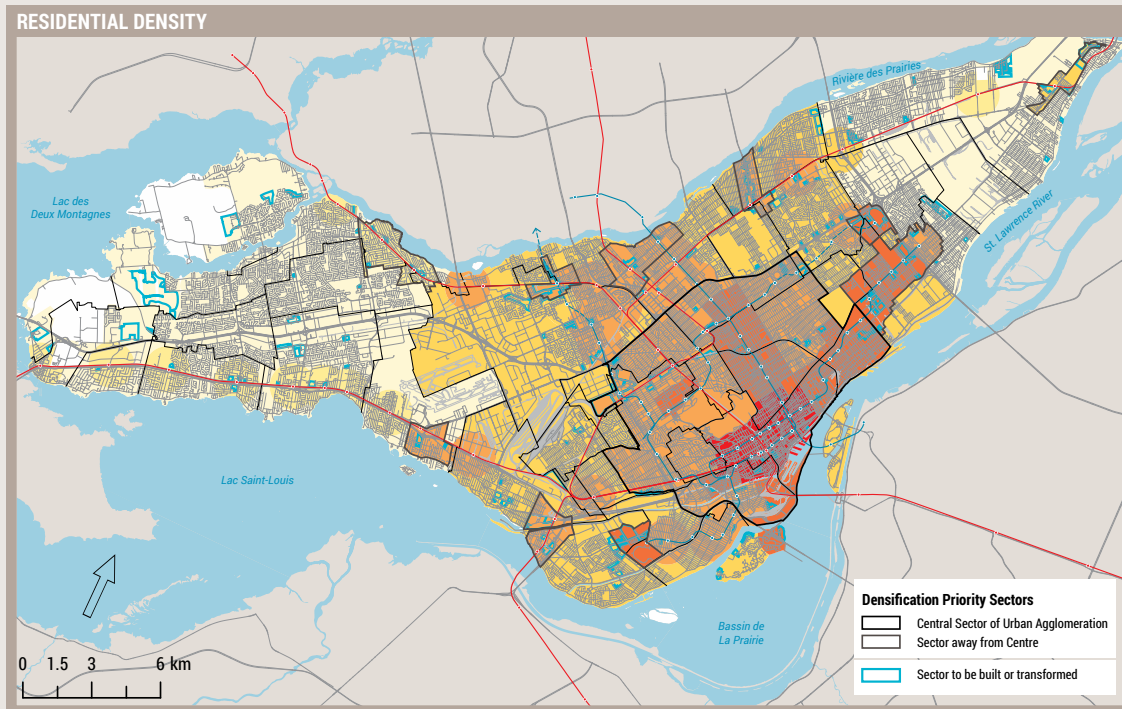 RESIDENTIAL DENSITY
Rivière des Prairies
Lac des
Deux Montagnes
St. Lawrence River
Lac Saint-Louis
Bassin de
La Prairie
0 1.5 3 6 km
Densification Priority Sectors
Central Sector of Urban Agglomeration
Sector away from Centre
Sector to be built or transformed